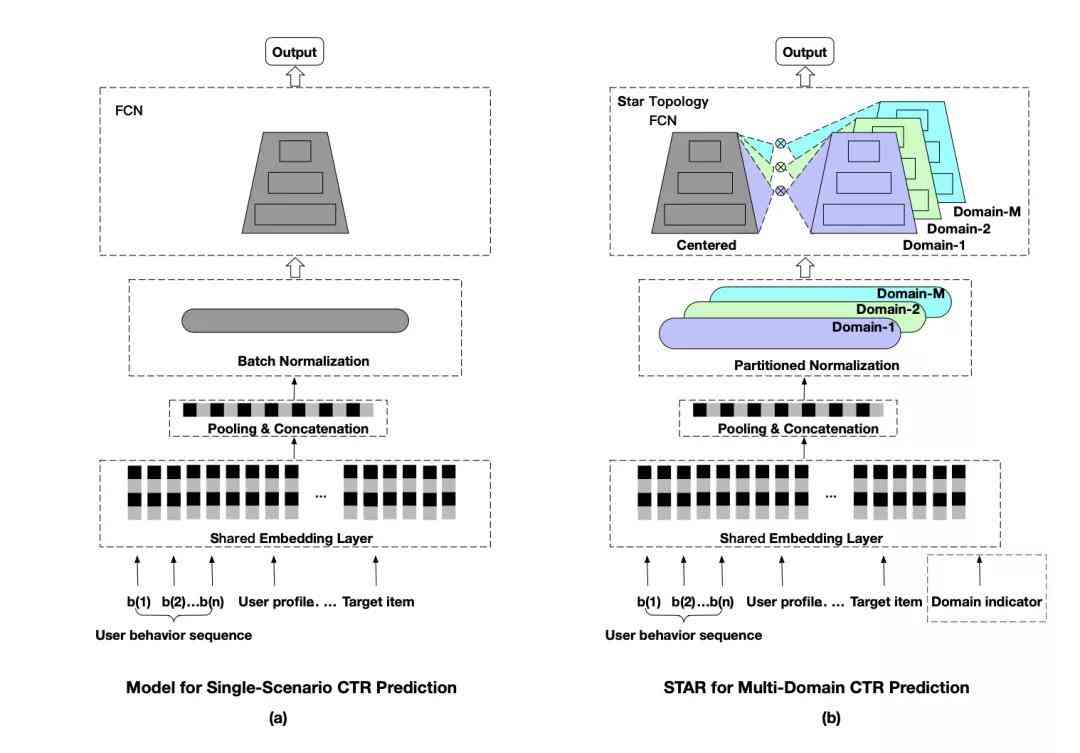 Output
FCN
Batch Normalization
Pooling & Concatenation
...
Shared Embedding Layer
b(1) b(2)...b(n) User profile.. ... Target item
User behavior sequence
Model for Single-Scenario CTR Prediction
(a)
Output
Star Topology
FCN
Domain-M
Domain-2
Centered Domain-1
Domain-M
Domain-2
Domain-1
Partitioned Normalization
Pooling & Concatenation
...
Shared Embedding Layer
b(1) b(2)...b(n) User profile.. ... Target item Domain indicator
User behavior sequence
STAR for Multi-Domain CTR Prediction
(b)